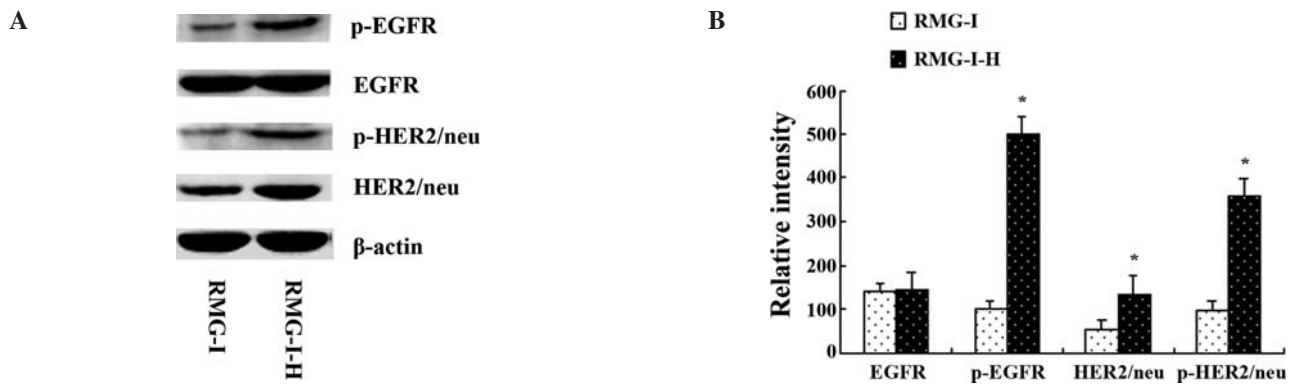 A
p-EGFR
EGFR
p-HER2/neu
HER2/neu
β-actin
RMG-I
RMG-I-H
B
RMG-I
RMG-I-H
Relative intensity
600
500
400
300
200
100
0
*
*
*
EGFR
p-EGFR
HER2/neu
p-HER2/neu